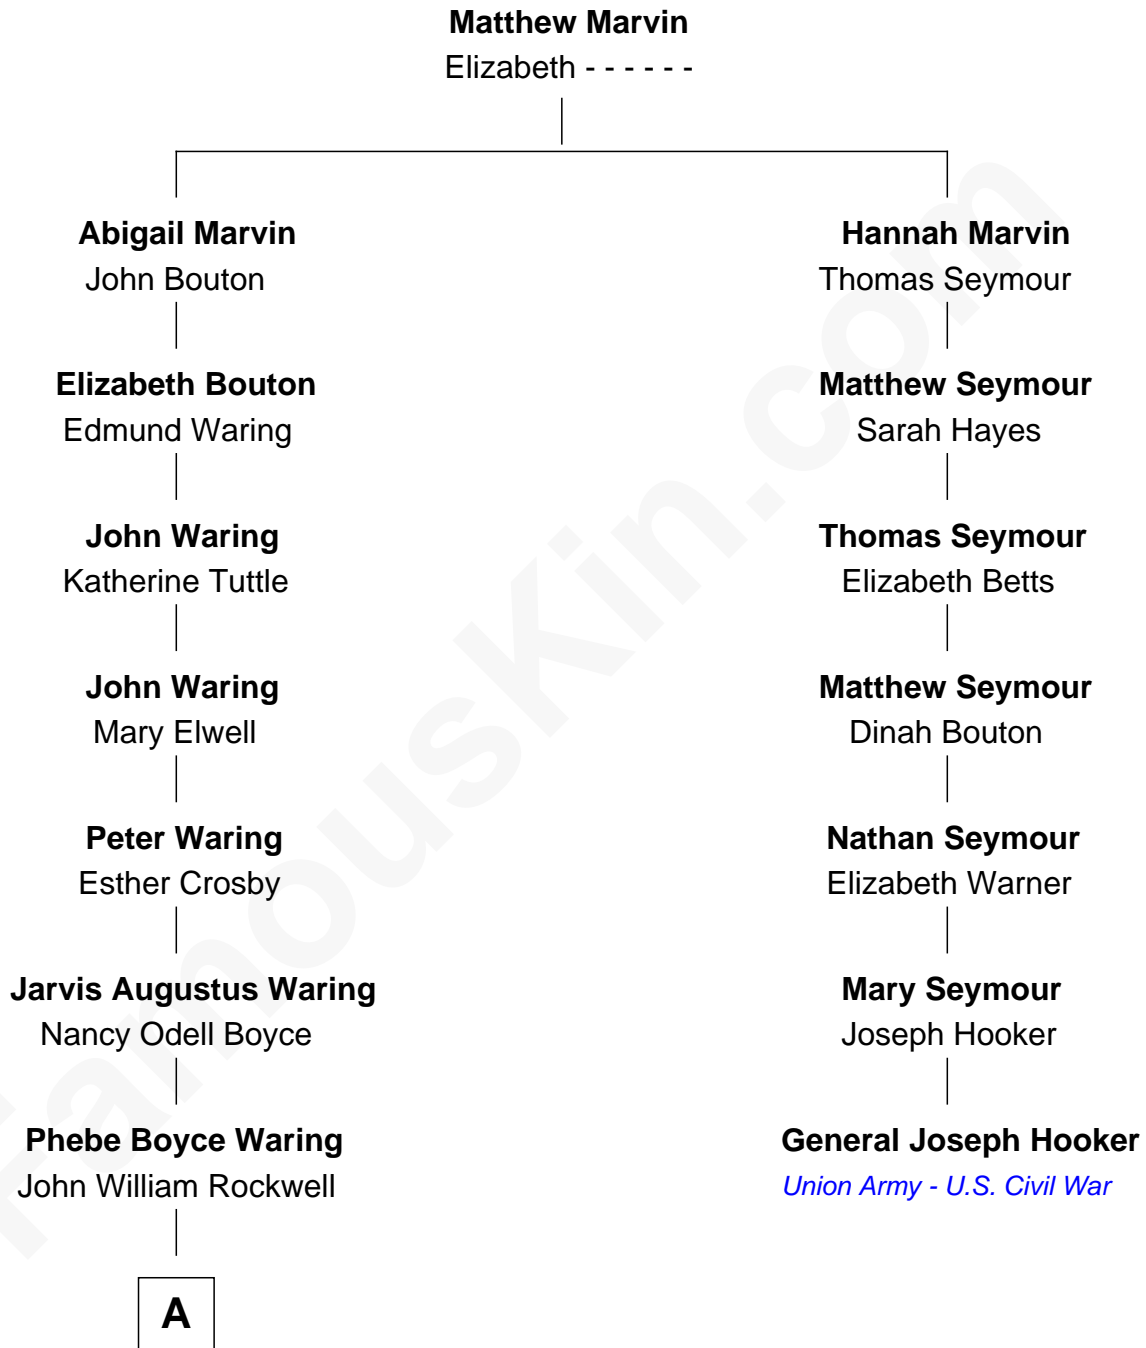 Matthew Marvin
Elizabeth - - - - - -
Abigail Marvin
John Bouton
Hannah Marvin
Thomas Seymour
Elizabeth Bouton
Edmund Waring
Matthew Seymour
Sarah Hayes
John Waring
Katherine Tuttle
Thomas Seymour
Elizabeth Betts
John Waring
Mary Elwell
Matthew Seymour
Dinah Bouton
Peter Waring
Esther Crosby
Nathan Seymour
Elizabeth Warner
Jarvis Augustus Waring
Nancy Odell Boyce
Mary Seymour
Joseph Hooker
Phebe Boyce Waring
John William Rockwell
General Joseph Hooker
Union Army - U.S. Civil War
A
FamousKin.com